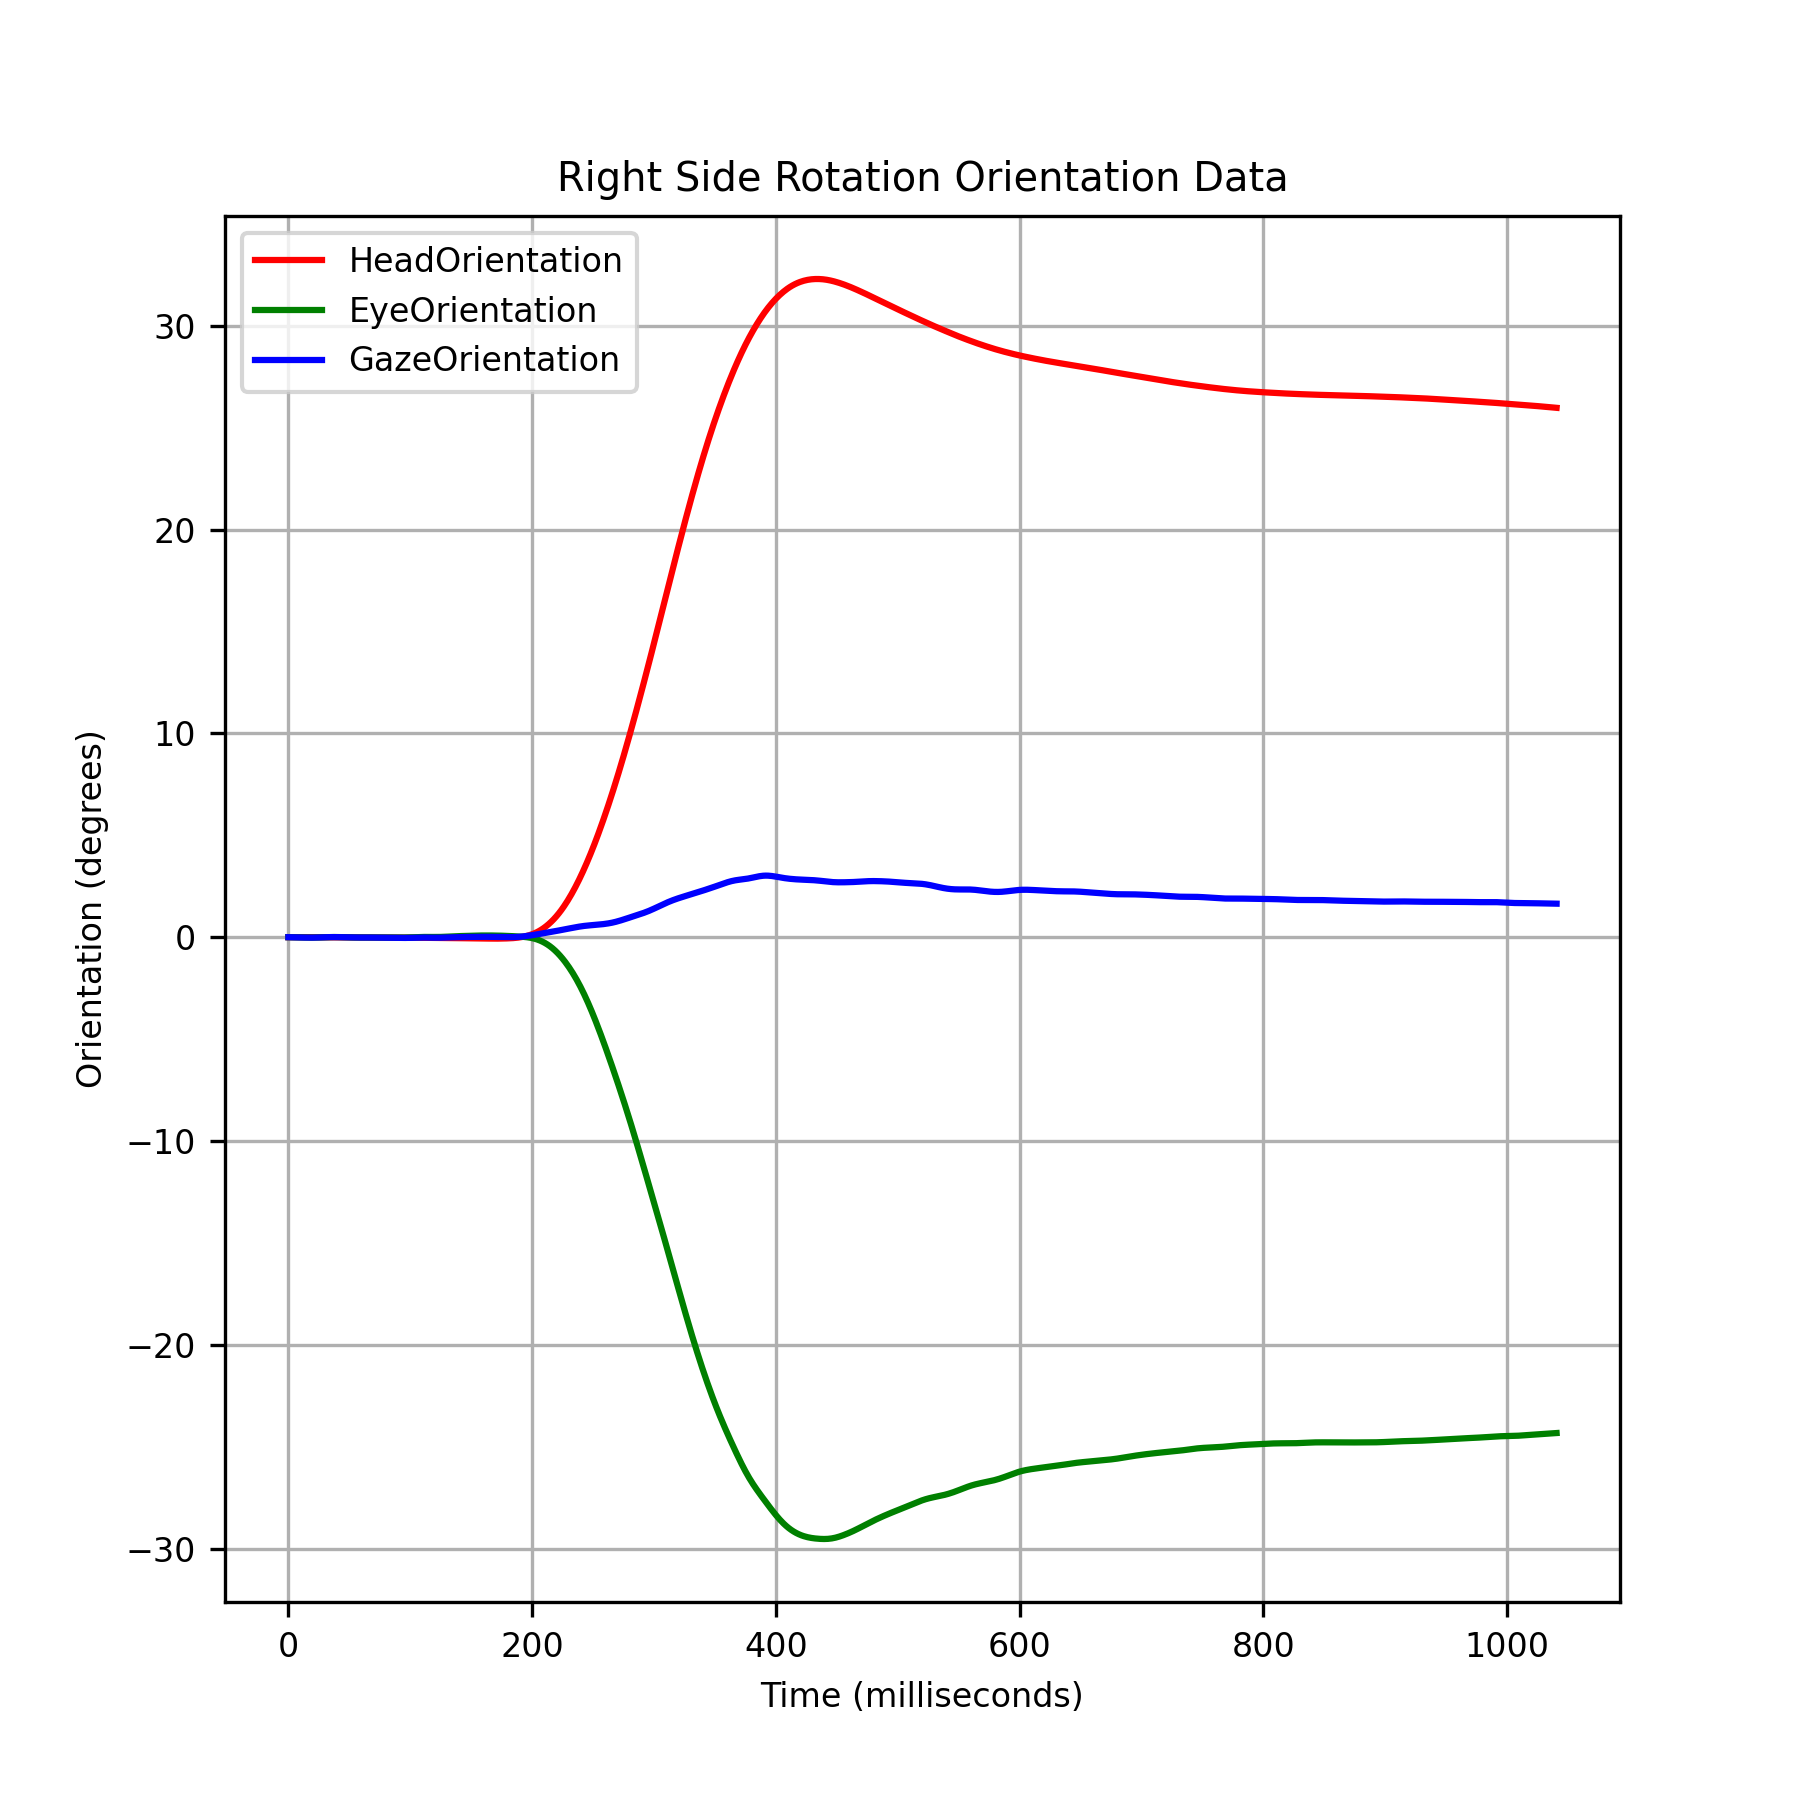 Right Side Rotation Orientation Data
HeadOrientation
EyeOrientation
GazeOrientation
30
20
10
0
−10
−20
−30
Orientation (degrees)
0 200 400 600 800 1000
Time (milliseconds)